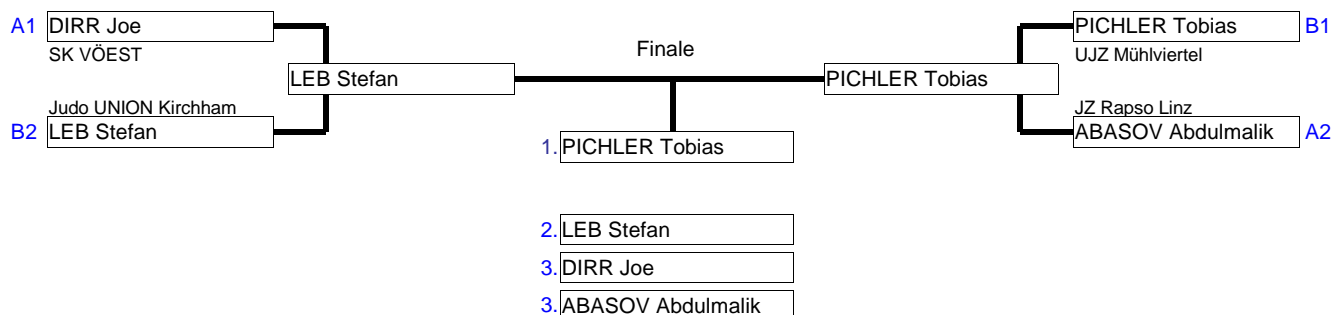 A1 DIRR Joe
SK VÖEST
PICHLER Tobias B1
UJZ Mühlviertel
Finale
LEB Stefan
PICHLER Tobias
Judo UNION Kirchham
B2 LEB Stefan
JZ Rapso Linz
ABASOV Abdulmalik A2
1. PICHLER Tobias
2. LEB Stefan
3. DIRR Joe
3. ABASOV Abdulmalik